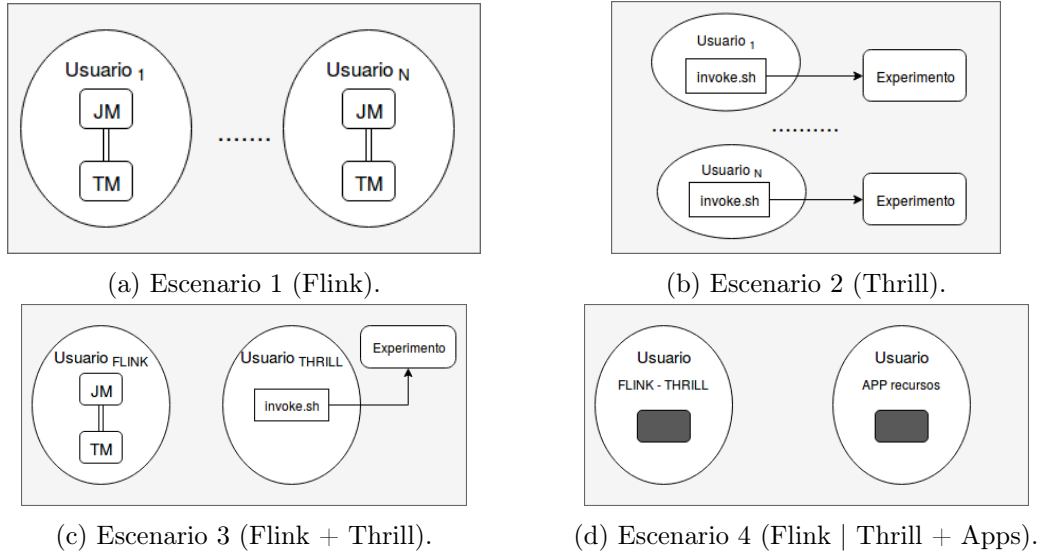 Usuario 1
JM
TM
.......
Usuario N
JM
TM
(a) Escenario 1 (Flink).
Usuario 1
invoke.sh
Experimento
..........
Usuario N
invoke.sh
Experimento
(b) Escenario 2 (Thrill).
Usuario FLINK
JM
TM
Usuario THRILL
invoke.sh
Experimento
(c) Escenario 3 (Flink + Thrill).
Usuario
FLINK - THRILL
Usuario
APP recursos
(d) Escenario 4 (Flink | Thrill + Apps).